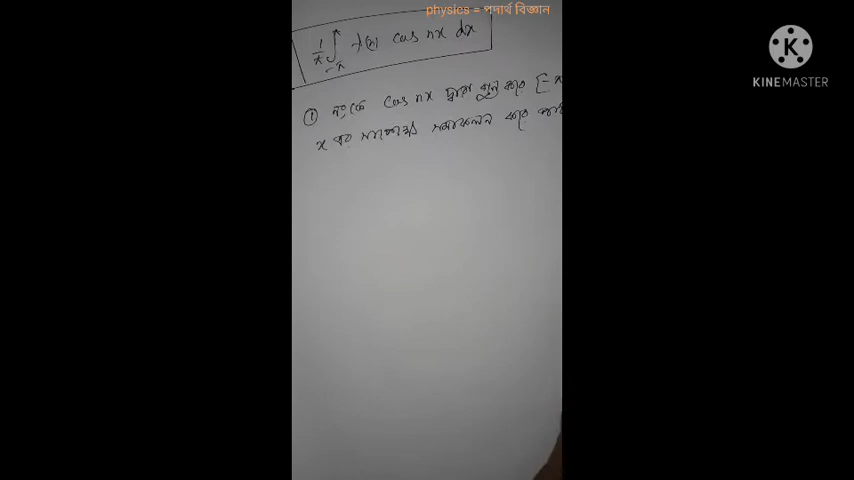 physics = পদার্থ বিজ্ঞান
1/π ∫_{-π}^{π} f(x) cos nx dx
① নং কে cos nx দ্বারা গুন করে [-π
x এর সাপেক্ষে সমাকলন করে পাই
KINEMASTER